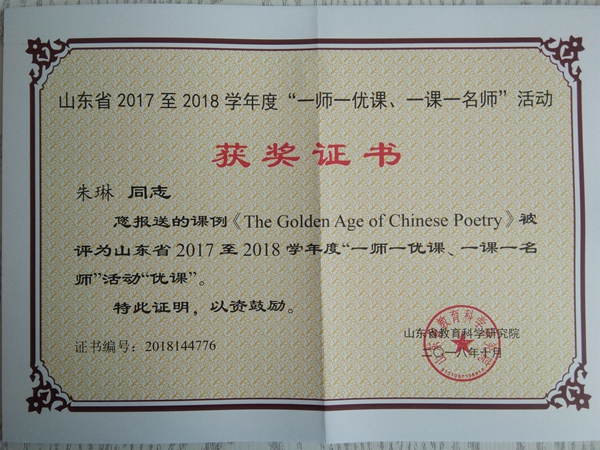 山东省 2017 至 2018 学年度“一师一优课、一课一名师”活动
获奖证书
朱琳 同志
您报送的课例《The Golden Age of Chinese Poetry》被
评为山东省 2017 至 2018 学年度“一师一优课、一课一名
师”活动“优课”。
特此证明，以资鼓励。
证书编号：2018144776
山东省教育科学研究院
二〇一八年十月